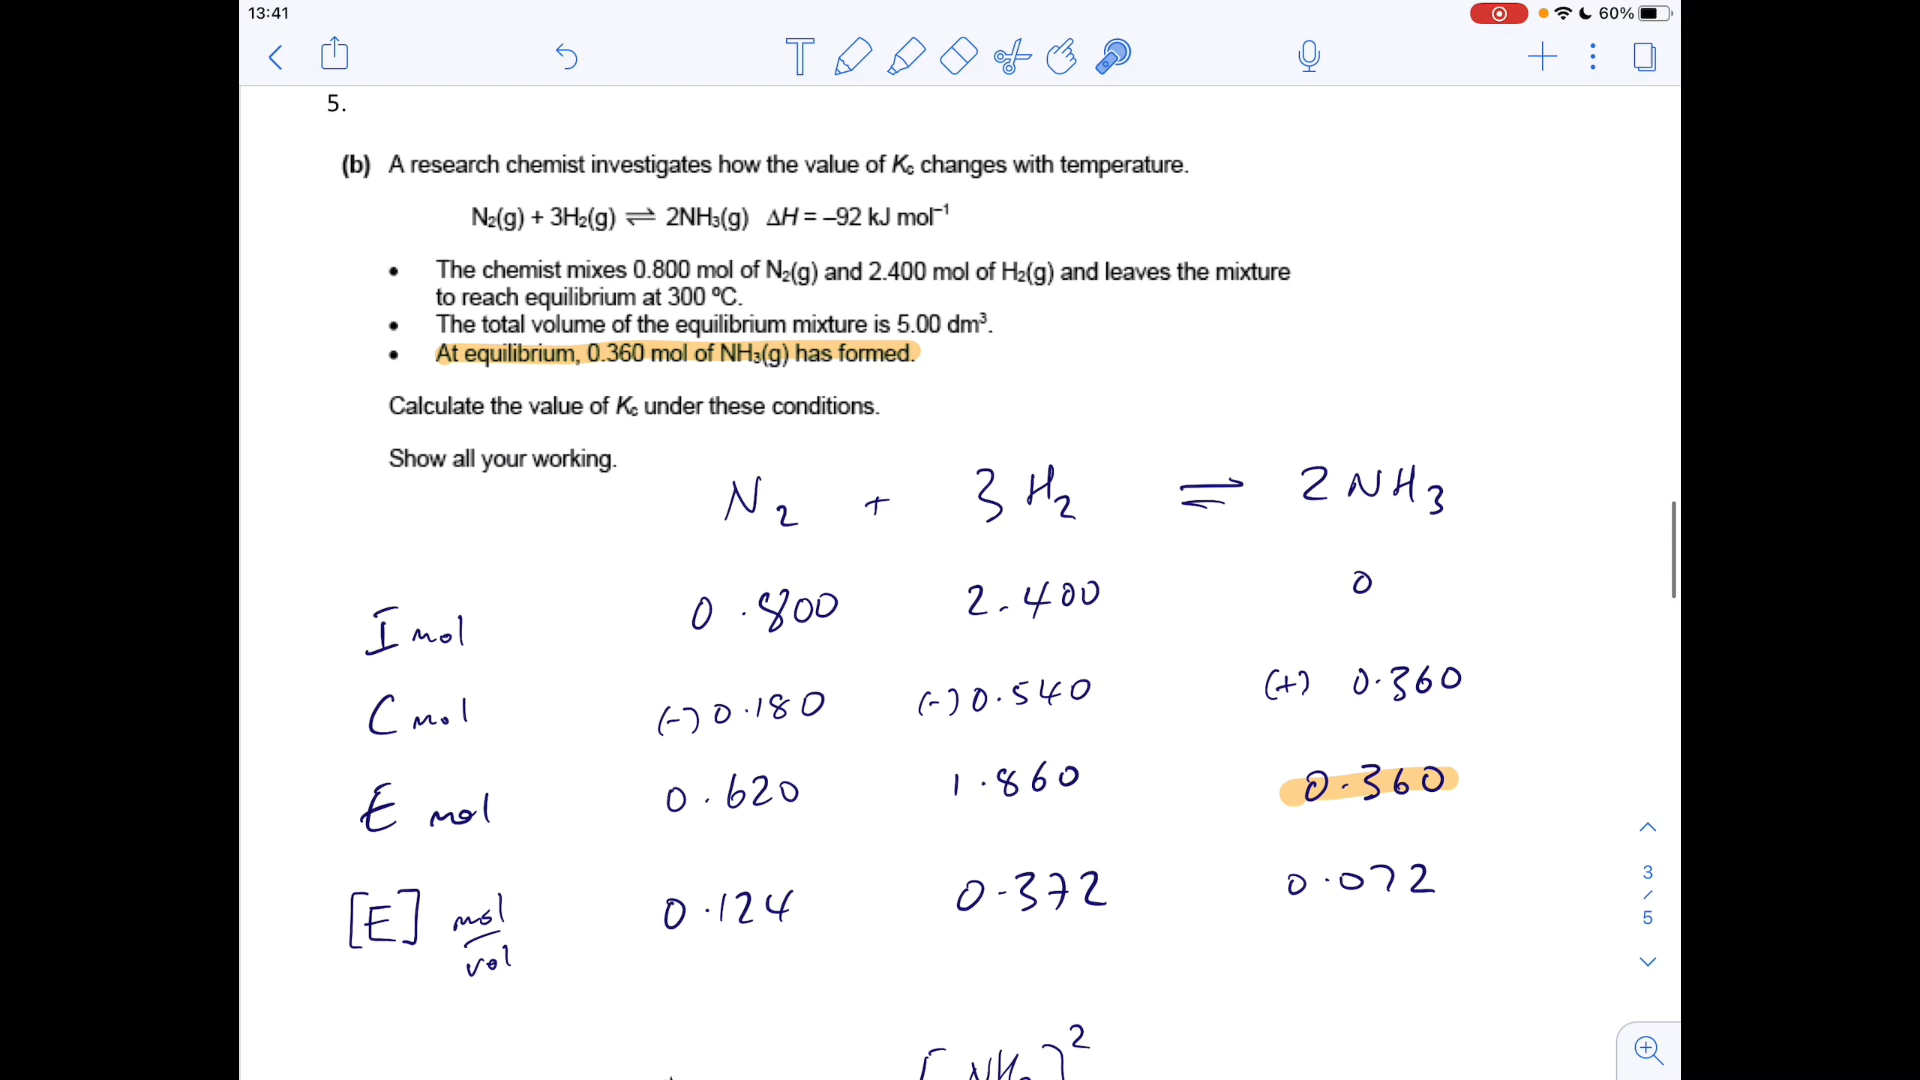 13:41
60%
5.
(b) A research chemist investigates how the value of Kc changes with temperature.
N₂(g) + 3H₂(g) ⇌ 2NH₃(g) ΔH = –92 kJ mol⁻¹
• The chemist mixes 0.800 mol of N₂(g) and 2.400 mol of H₂(g) and leaves the mixture
to reach equilibrium at 300 ºC.
• The total volume of the equilibrium mixture is 5.00 dm³.
• At equilibrium, 0.360 mol of NH₃(g) has formed.
Calculate the value of Kc under these conditions.
Show all your working.
N₂ + 3H₂ ⇌ 2NH₃
I mol 0.800 2.400 0
C mol (-) 0.180 (-) 0.540 (+) 0.360
E mol 0.620 1.860 0.360
[E] mol/vol 0.124 0.372 0.072
3
/
5